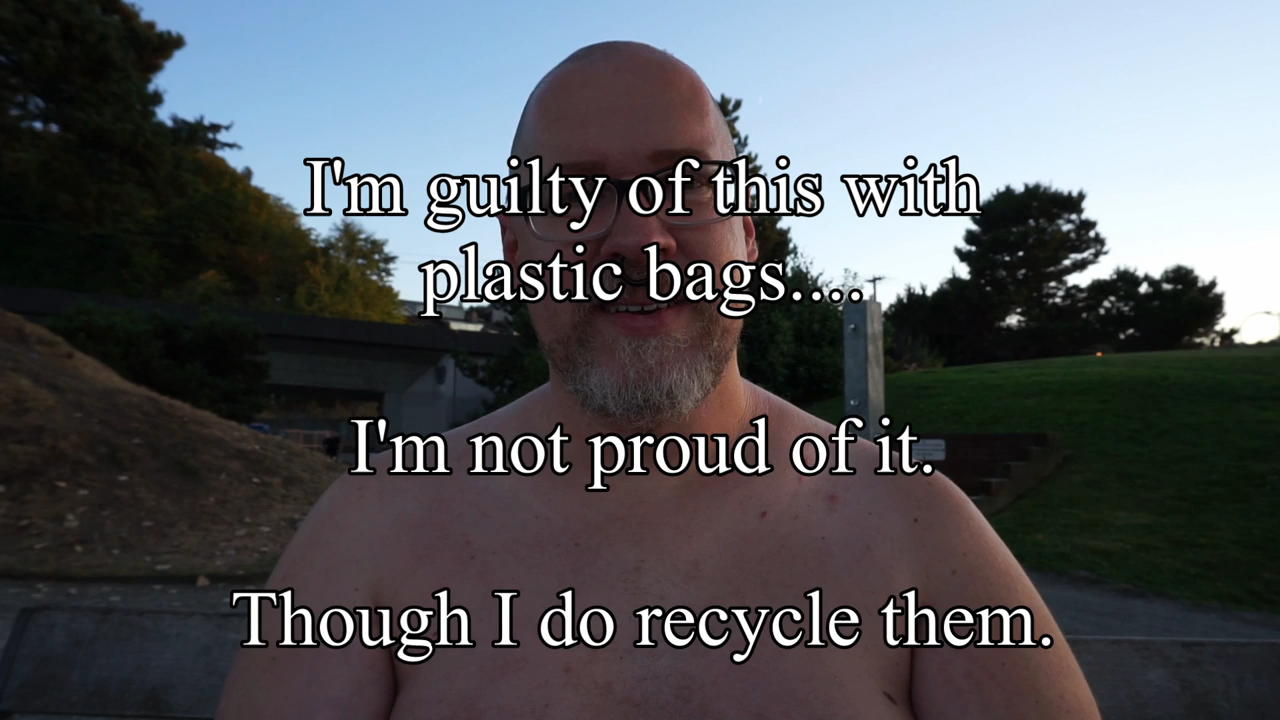 I'm guilty of this with
plastic bags....
I'm not proud of it.
Though I do recycle them.